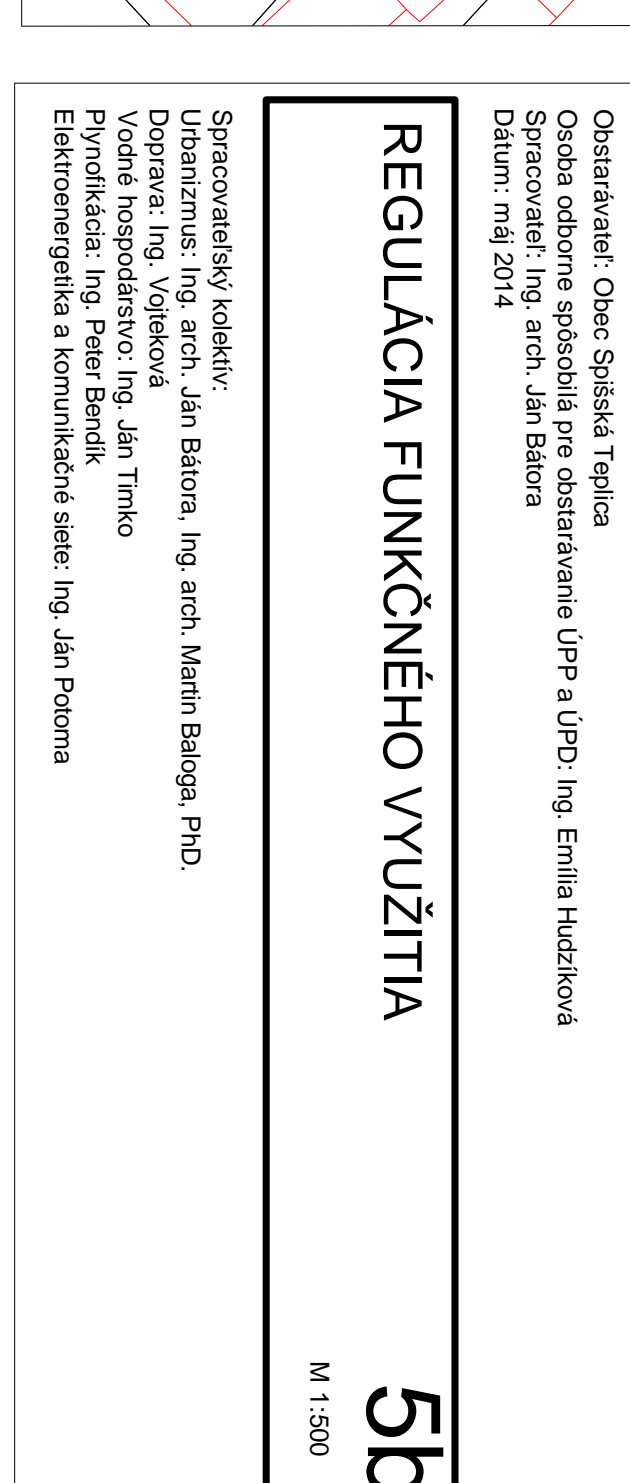 Obstarávateľ: Obec Spišská Teplica
Osoba odborne spôsobilá pre obstarávanie ÚPP a ÚPD: Ing. Emília Hudzíková
Spracovateľ: Ing. arch. Ján Bátora
Dátum: máj 2014
REGULÁCIA FUNKČNÉHO VYUŽITIA
5b
M 1:500
Spracovateľský kolektív:
Urbanizmus: Ing. arch. Ján Bátora, Ing. arch. Martin Baloga, PhD.
Doprava: Ing. Vojteková
Vodné hospodárstvo: Ing. Ján Timko
Plynofikácia: Ing. Peter Bendík
Elektroenergetika a komunikačné siete: Ing. Ján Potoma